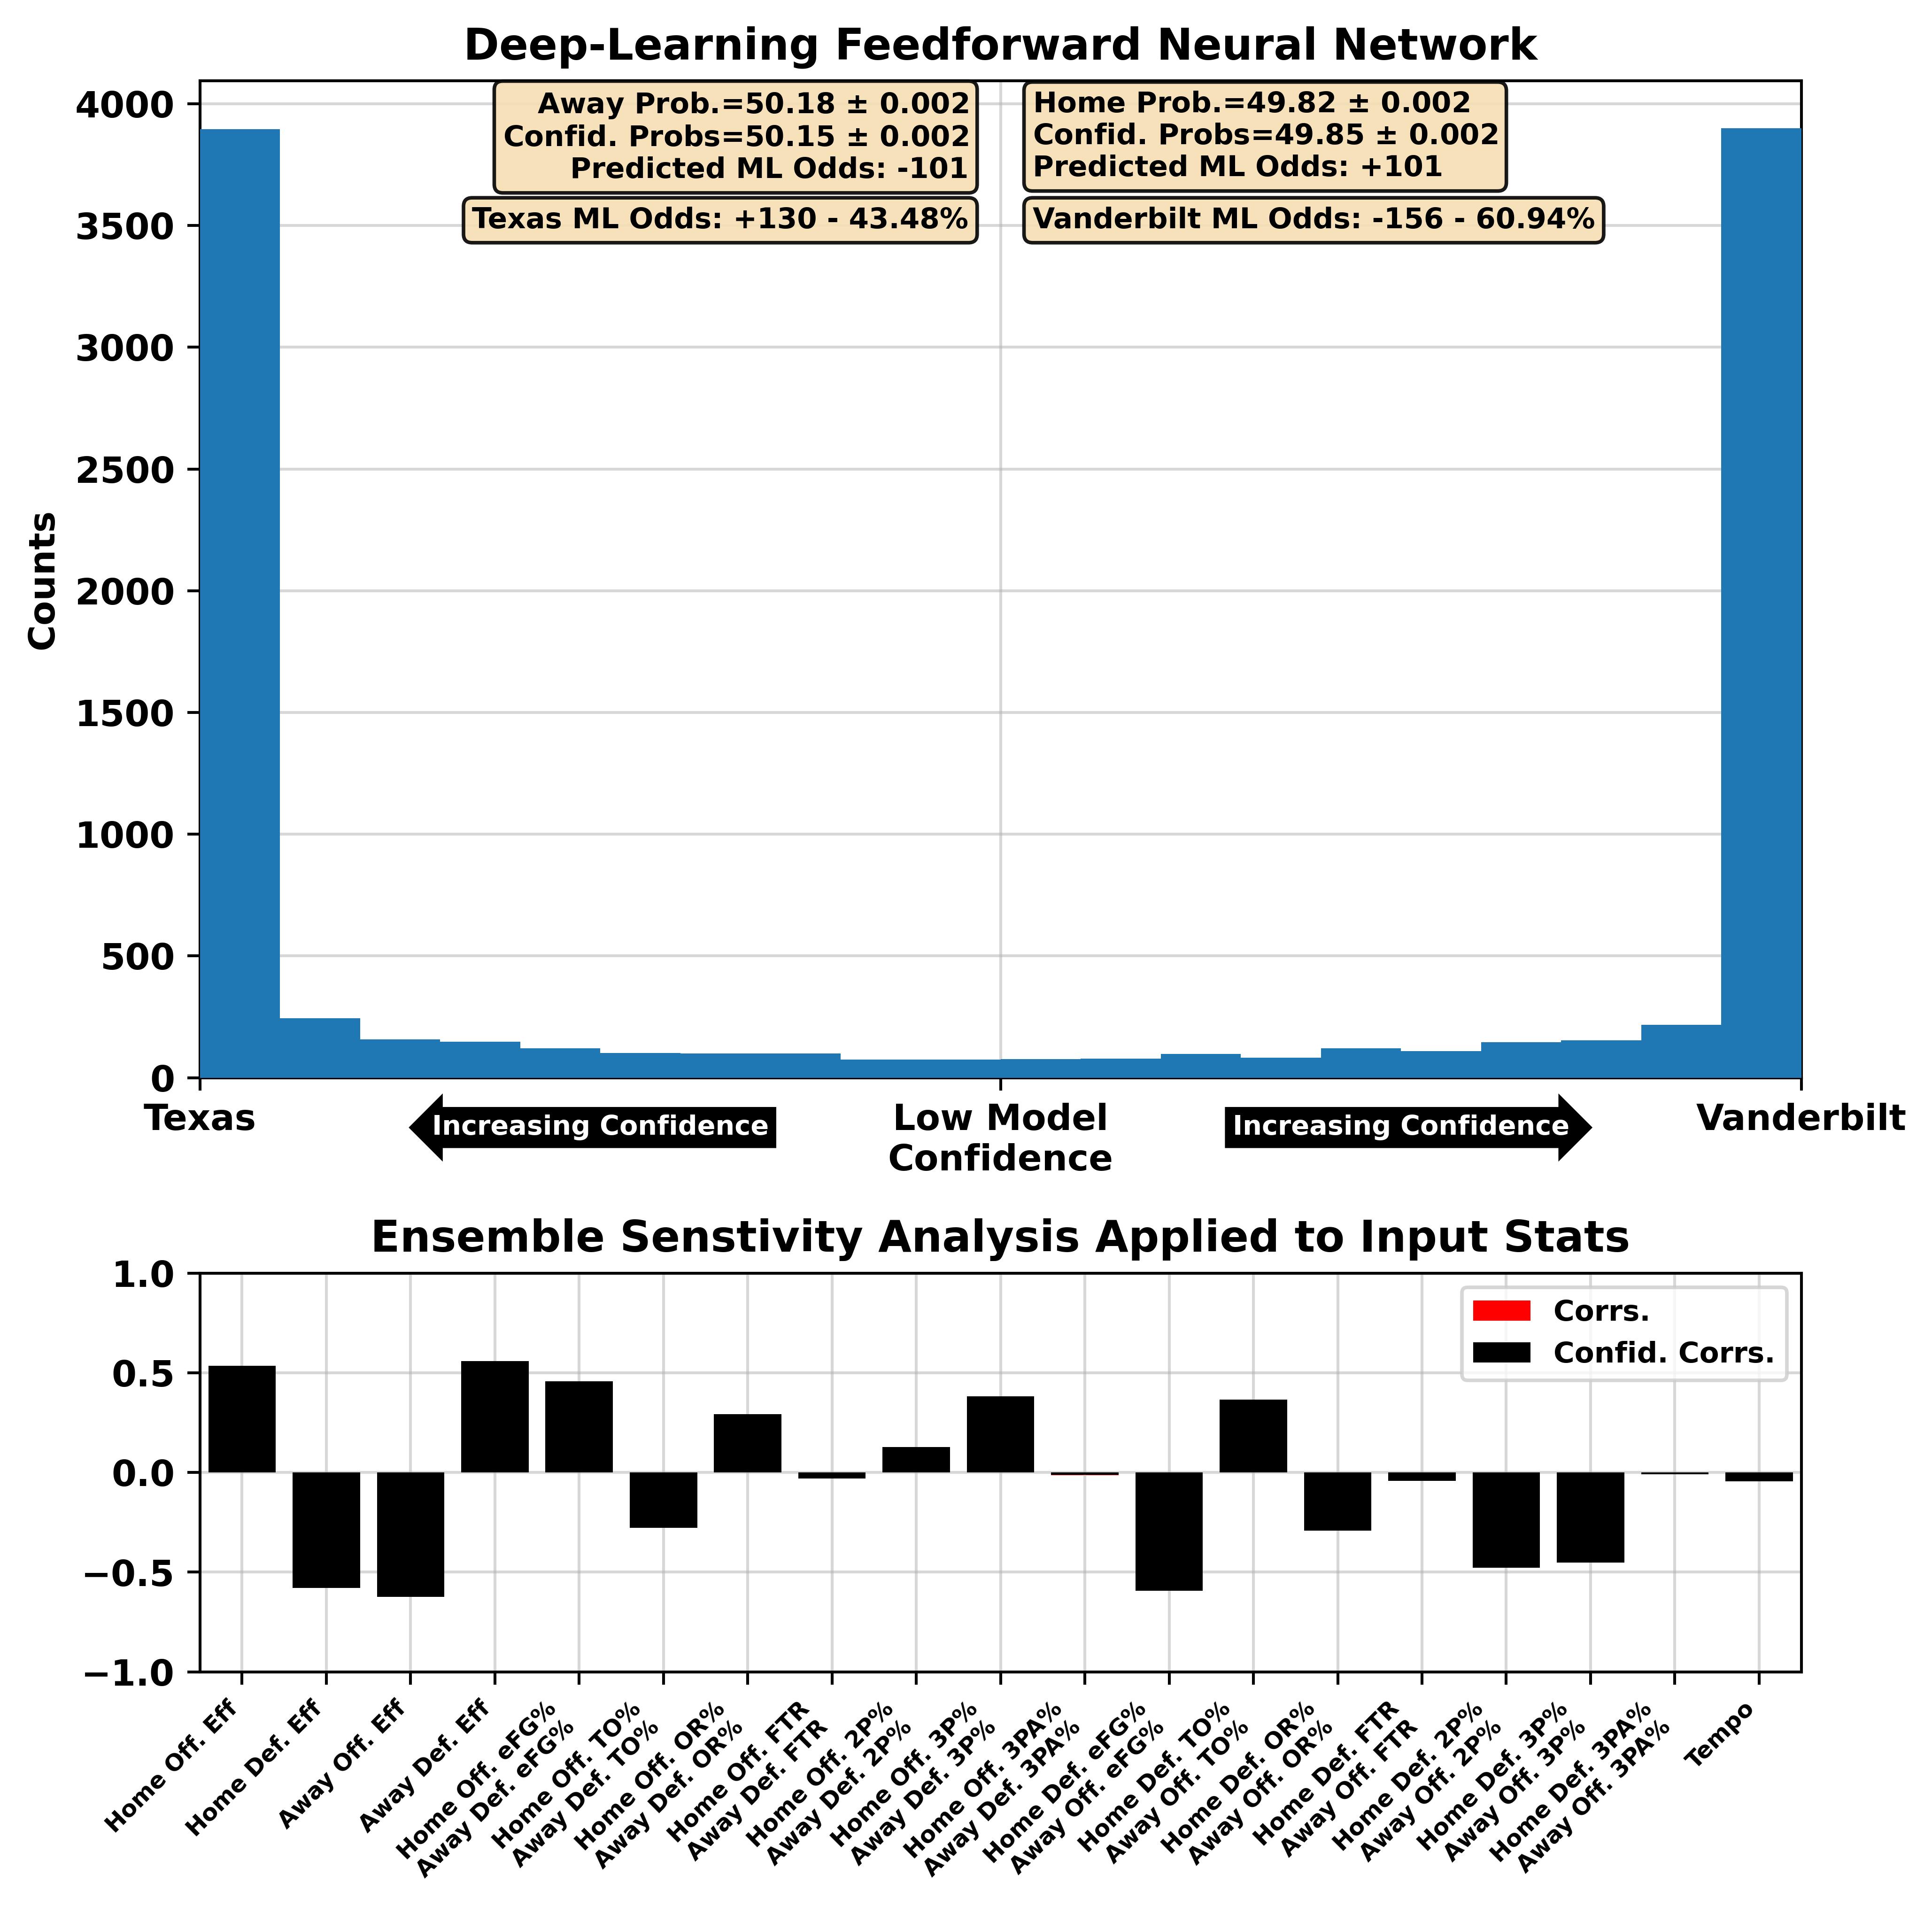 Deep-Learning Feedforward Neural Network
Away Prob.=50.18 ± 0.002
Confid. Probs=50.15 ± 0.002
Predicted ML Odds: -101
Texas ML Odds: +130 - 43.48%
Home Prob.=49.82 ± 0.002
Confid. Probs=49.85 ± 0.002
Predicted ML Odds: +101
Vanderbilt ML Odds: -156 - 60.94%
4000
3500
3000
2500
2000
1500
1000
500
0
Counts
Texas
Increasing Confidence
Low Model
Confidence
Increasing Confidence
Vanderbilt
Ensemble Senstivity Analysis Applied to Input Stats
1.0
0.5
0.0
−0.5
−1.0
Corrs.
Confid. Corrs.
Home Off. Eff
Home Def. Eff
Away Off. Eff
Away Def. Eff
Home Off. eFG%
Away Def. eFG%
Home Off. TO%
Away Def. TO%
Home Off. OR%
Away Def. OR%
Home Off. FTR
Away Def. FTR
Home Off. 2P%
Away Def. 2P%
Home Off. 3P%
Away Def. 3P%
Home Off. 3PA%
Away Def. 3PA%
Home Def. eFG%
Away Off. eFG%
Home Def. TO%
Away Off. TO%
Home Def. OR%
Away Off. OR%
Home Def. FTR
Away Off. FTR
Home Def. 2P%
Away Off. 2P%
Home Def. 3P%
Away Off. 3P%
Home Def. 3PA%
Away Off. 3PA%
Tempo